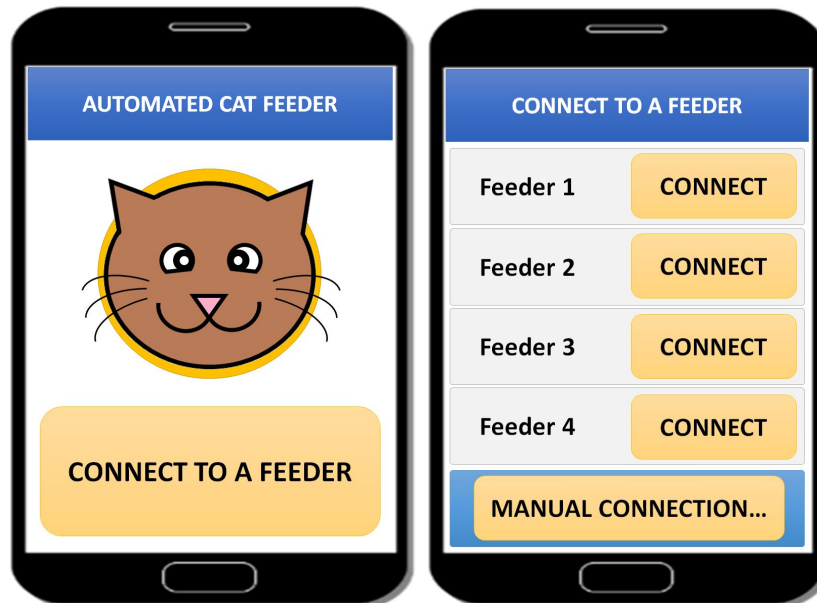 AUTOMATED CAT FEEDER
CONNECT TO A FEEDER
CONNECT TO A FEEDER
Feeder 1 CONNECT
Feeder 2 CONNECT
Feeder 3 CONNECT
Feeder 4 CONNECT
MANUAL CONNECTION...